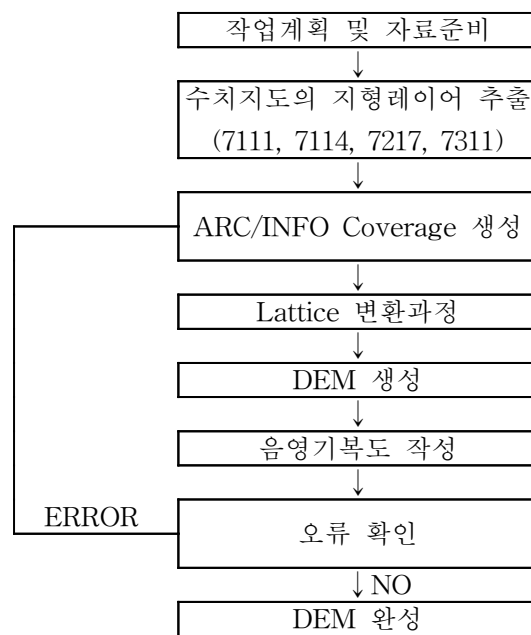 작업계획 및 자료준비
수치지도의 지형레이어 추출
(7111, 7114, 7217, 7311)
ARC/INFO Coverage 생성
Lattice 변환과정
DEM 생성
음영기복도 작성
ERROR
오류 확인
NO
DEM 완성